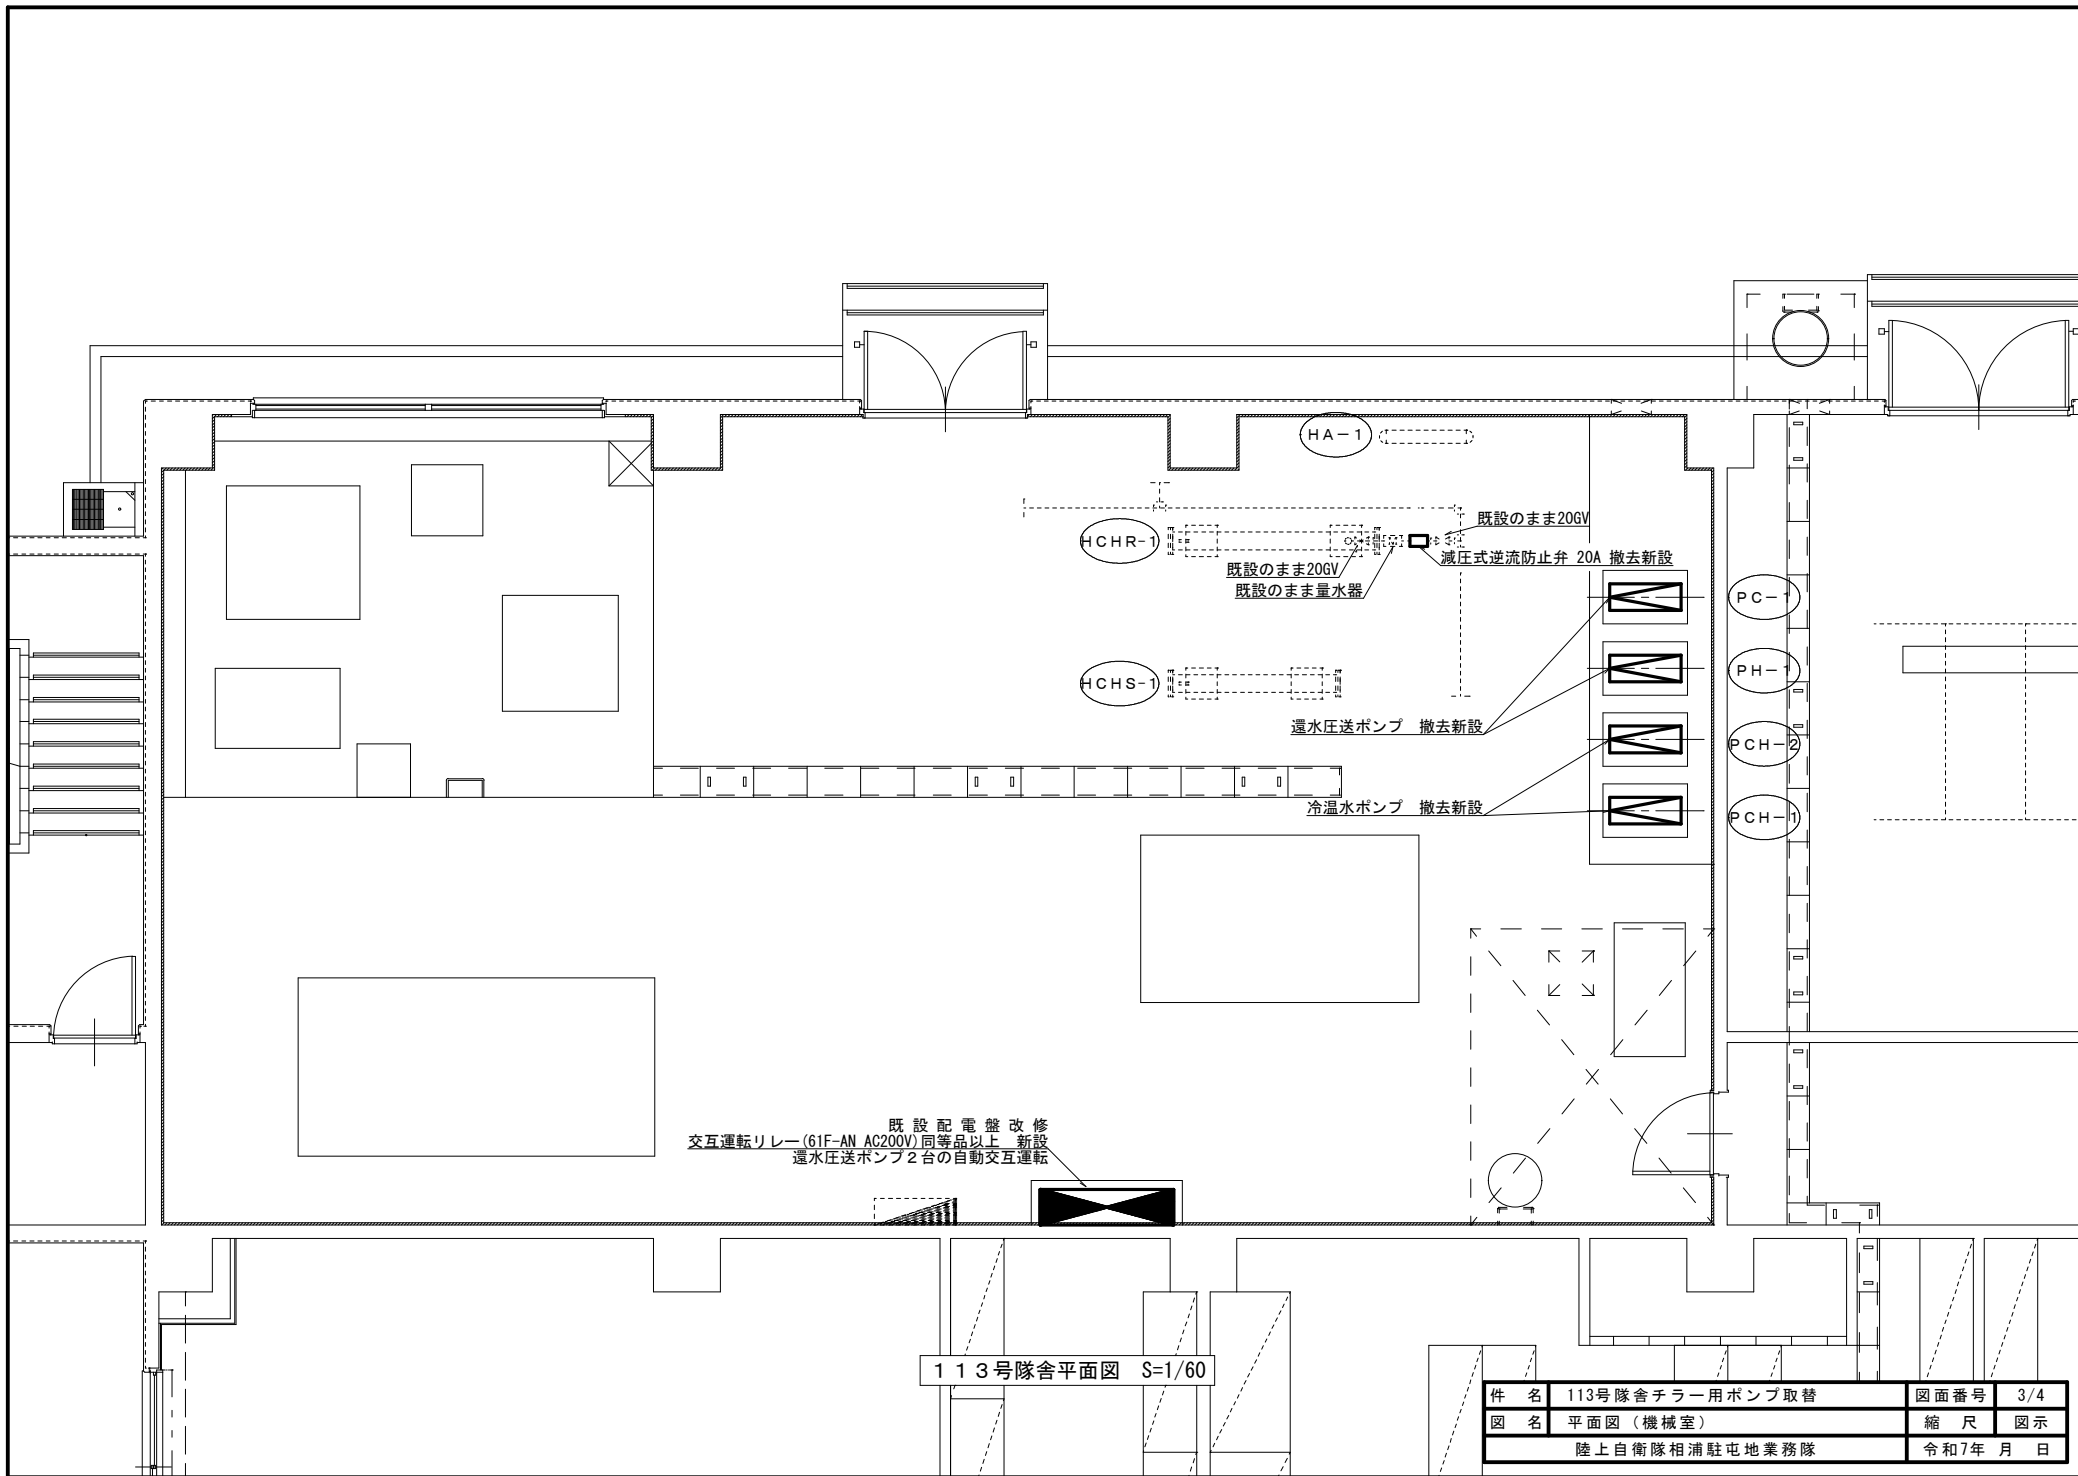 HA-1
既設のまま20GV
HCHR-1
減圧式逆流防止弁 20A 撤去新設
既設のまま20GV
既設のまま量水器
PC-1
PH-1
HCHS-1
還水圧送ポンプ　撤去新設
PCH-2
冷温水ポンプ　撤去新設
PCH-1
既設配電盤改修
交互運転リレー(61F-AN AC200V)同等品以上　新設
還水圧送ポンプ２台の自動交互運転
１１３号隊舎平面図　S=1/60
件　名　113号隊舎チラー用ポンプ取替　図面番号　3/4
図　名　平面図（機械室）　縮　尺　図示
陸上自衛隊相浦駐屯地業務隊　令和7年　月　日